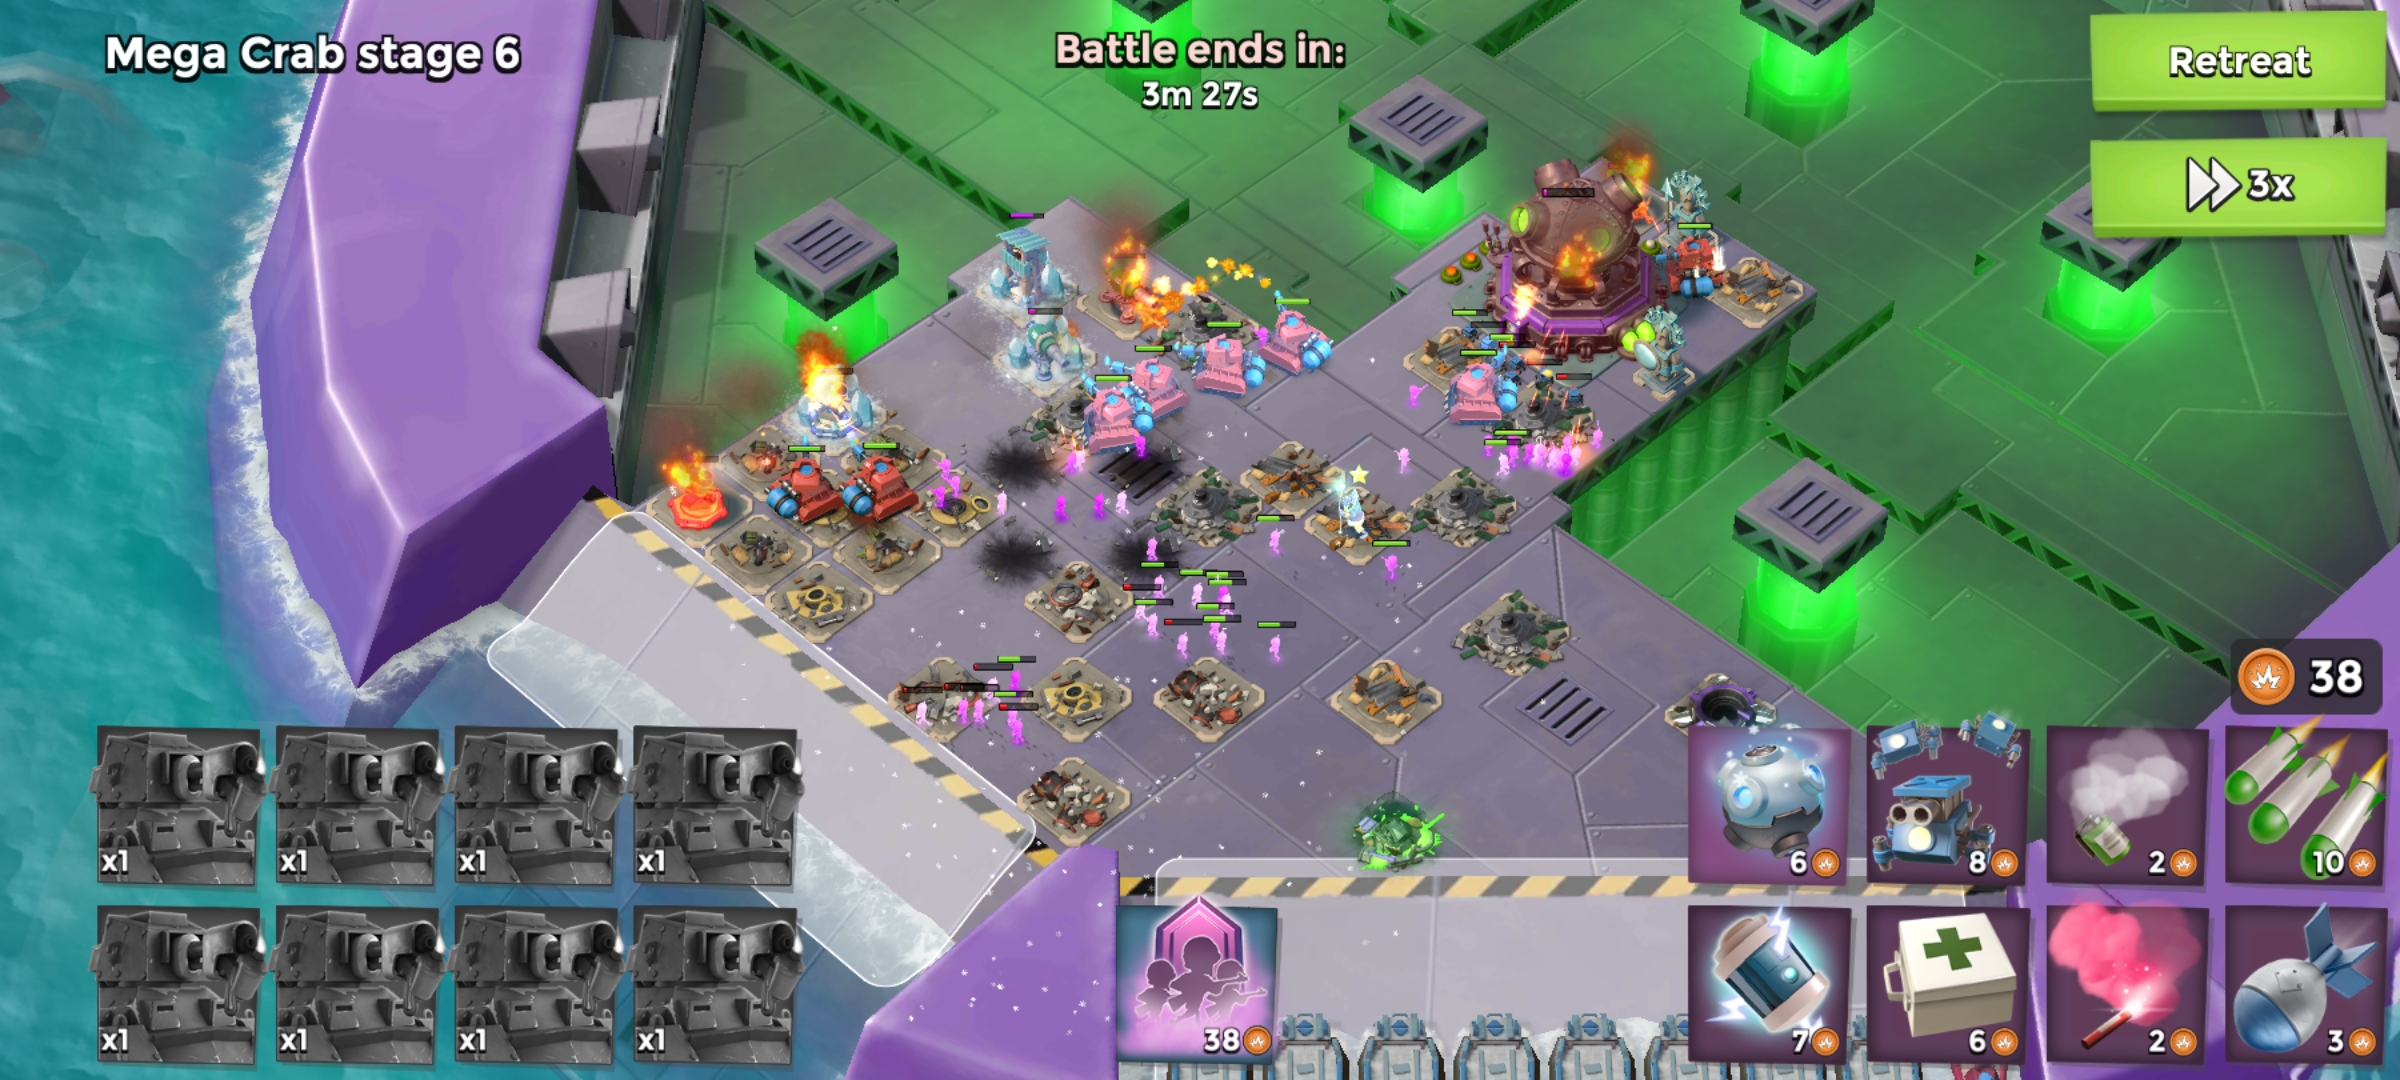 Mega Crab stage 6
Battle ends in:
3m 27s
Retreat
3x
38
x1
x1
x1
x1
6
8
2
10
x1
x1
x1
x1
38
7
6
2
3